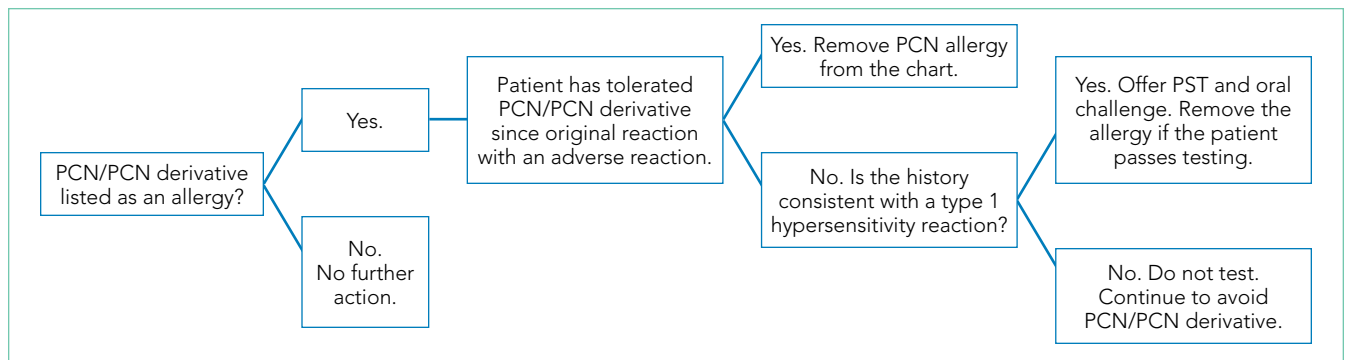 PCN/PCN derivative
listed as an allergy?
Yes.
No.
No further
action.
Patient has tolerated
PCN/PCN derivative
since original reaction
with an adverse reaction.
Yes. Remove PCN allergy
from the chart.
No. Is the history
consistent with a type 1
hypersensitivity reaction?
Yes. Offer PST and oral
challenge. Remove the
allergy if the patient
passes testing.
No. Do not test.
Continue to avoid
PCN/PCN derivative.